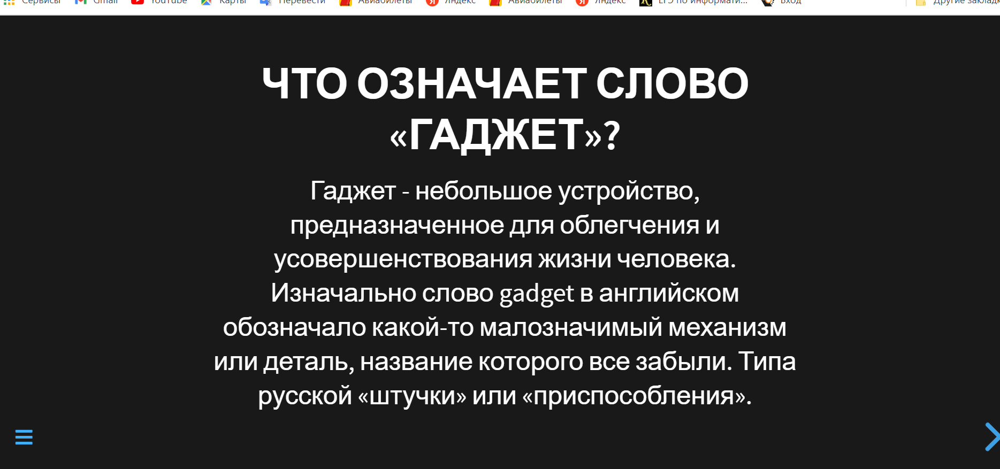 Сервисы Gmail YouTube Карты Перевести Авиабилеты Яндекс Авиабилеты Яндекс ЕГЭ по информати... Вход Другие заклад
ЧТО ОЗНАЧАЕТ СЛОВО
«ГАДЖЕТ»?
Гаджет - небольшое устройство,
предназначенное для облегчения и
усовершенствования жизни человека.
Изначально слово gadget в английском
обозначало какой-то малозначимый механизм
или деталь, название которого все забыли. Типа
русской «штучки» или «приспособления».